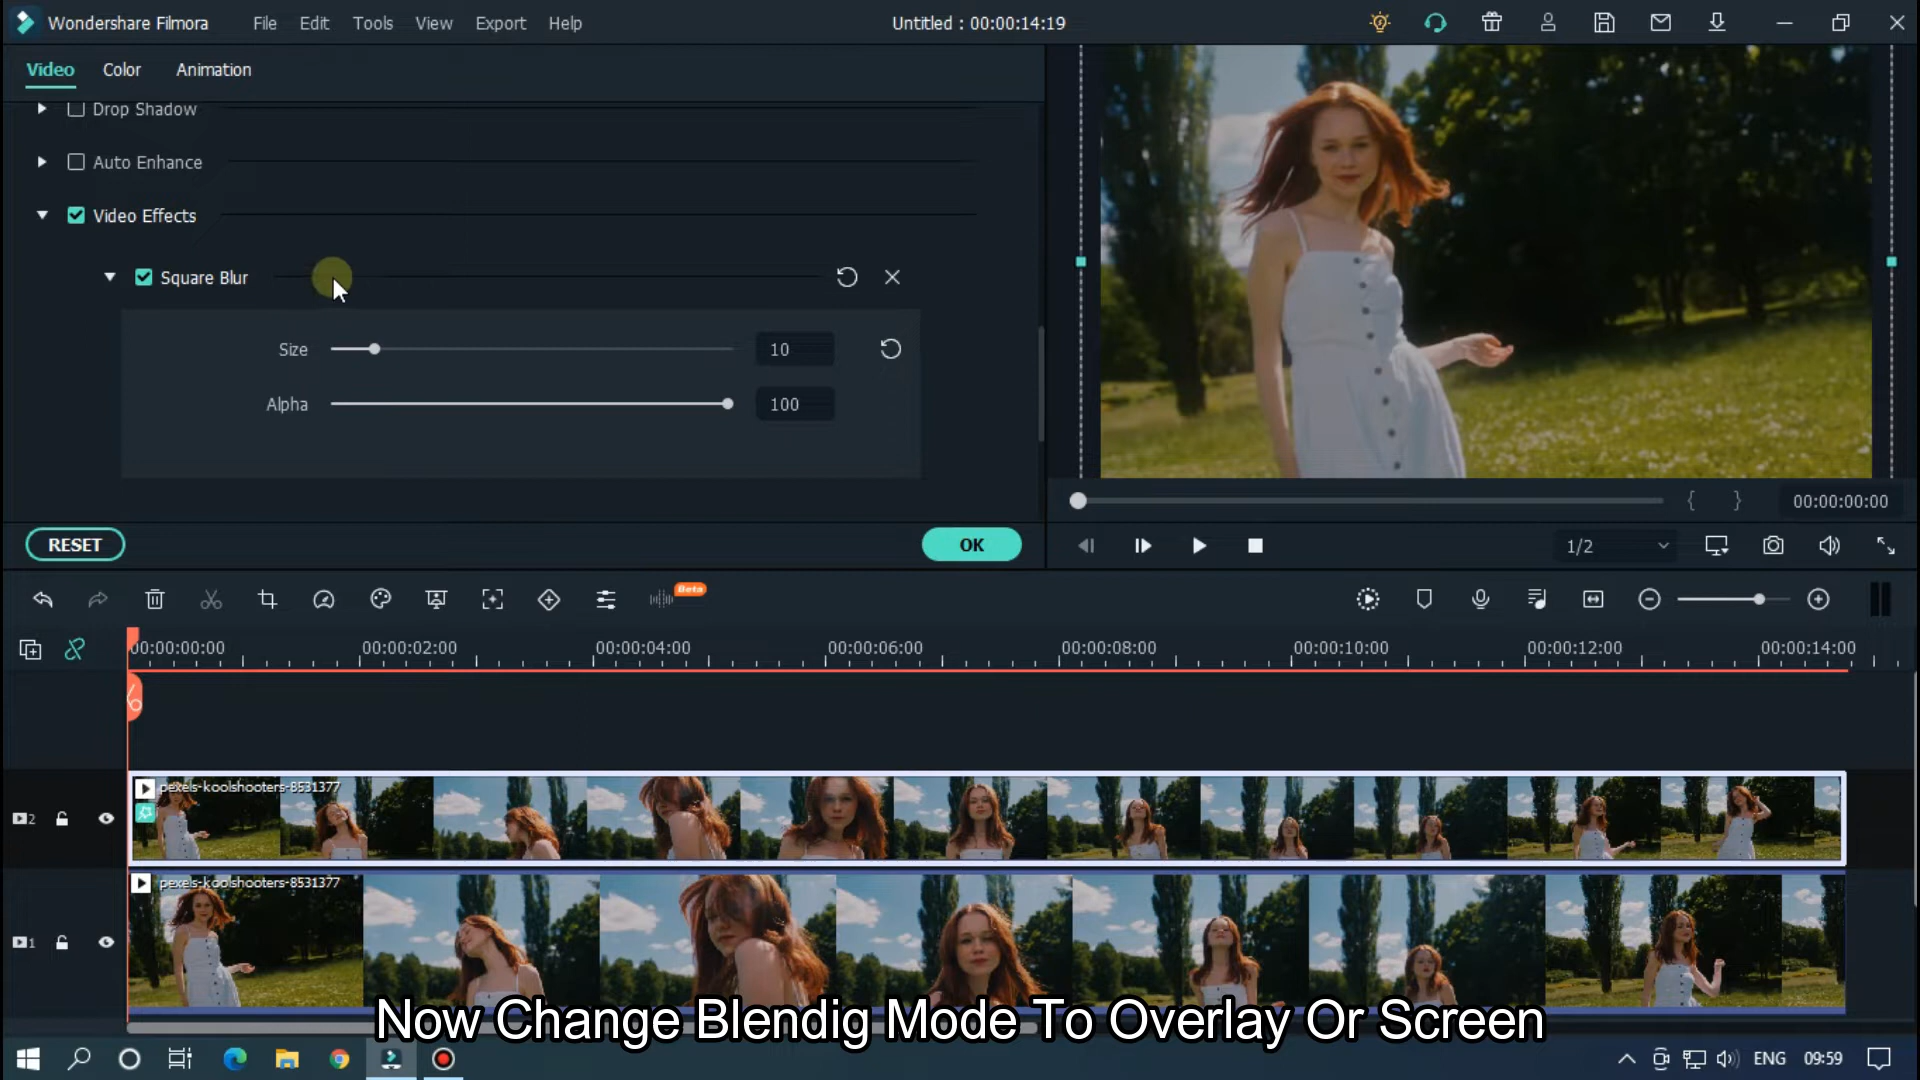 Wondershare Filmora File Edit Tools View Export Help Untitled : 00:00:14:19
Video Color Animation
Drop Shadow
Auto Enhance
Video Effects
Square Blur
Size 10
Alpha 100
00:00:00:00
RESET OK
1/2
Beta
00:00:00:00 00:00:02:00 00:00:04:00 00:00:06:00 00:00:08:00 00:00:10:00 00:00:12:00 00:00:14:00
pexels-koolshooters-8531377
2
pexels-koolshooters-8531377
1
Now Change Blendig Mode To Overlay Or Screen
ENG 09:59